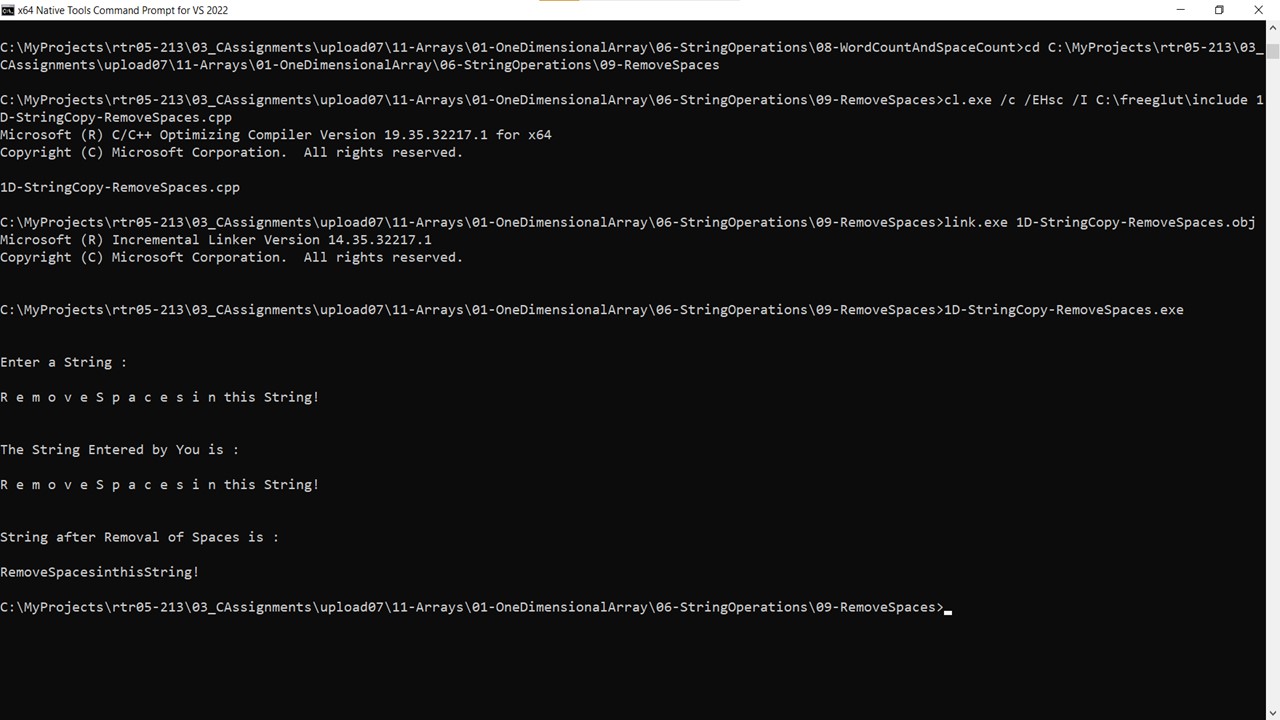 x64 Native Tools Command Prompt for VS 2022
C:\MyProjects\rtr05-213\03_CAssignments\upload07\11-Arrays\01-OneDimensionalArray\06-StringOperations\08-WordCountAndSpaceCount>cd C:\MyProjects\rtr05-213\03_
CAssignments\upload07\11-Arrays\01-OneDimensionalArray\06-StringOperations\09-RemoveSpaces
C:\MyProjects\rtr05-213\03_CAssignments\upload07\11-Arrays\01-OneDimensionalArray\06-StringOperations\09-RemoveSpaces>cl.exe /c /EHsc /I C:\freeglut\include 1
D-StringCopy-RemoveSpaces.cpp
Microsoft (R) C/C++ Optimizing Compiler Version 19.35.32217.1 for x64
Copyright (C) Microsoft Corporation.  All rights reserved.
1D-StringCopy-RemoveSpaces.cpp
C:\MyProjects\rtr05-213\03_CAssignments\upload07\11-Arrays\01-OneDimensionalArray\06-StringOperations\09-RemoveSpaces>link.exe 1D-StringCopy-RemoveSpaces.obj
Microsoft (R) Incremental Linker Version 14.35.32217.1
Copyright (C) Microsoft Corporation.  All rights reserved.
C:\MyProjects\rtr05-213\03_CAssignments\upload07\11-Arrays\01-OneDimensionalArray\06-StringOperations\09-RemoveSpaces>1D-StringCopy-RemoveSpaces.exe
Enter a String :
R e m o v e S p a c e s i n this String!
The String Entered by You is :
R e m o v e S p a c e s i n this String!
String after Removal of Spaces is :
RemoveSpacesinthisString!
C:\MyProjects\rtr05-213\03_CAssignments\upload07\11-Arrays\01-OneDimensionalArray\06-StringOperations\09-RemoveSpaces>